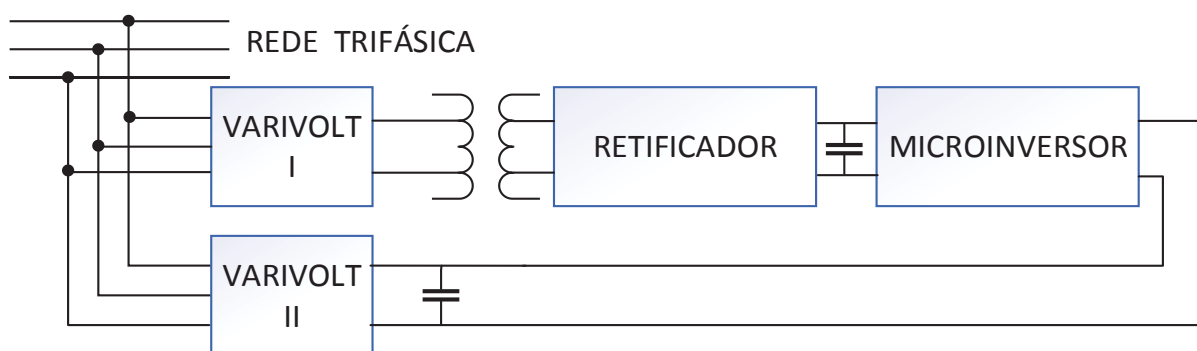 REDE TRIFÁSICA
VARIVOLT
I
RETIFICADOR
MICROINVERSOR
VARIVOLT
II